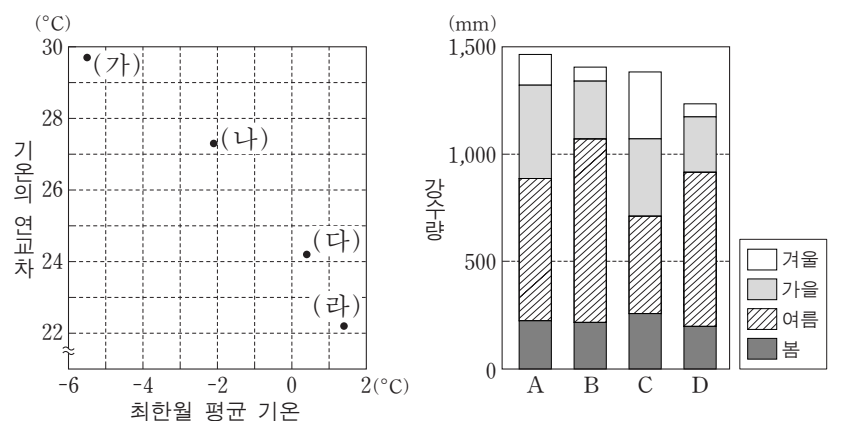 (°C)
30
28
26
24
22
(가)
(나)
(다)
(라)
기온의 연교차
-6 -4 -2 0 2(°C)
최한월 평균 기온
(mm)
1,500
1,000
500
0
강수량
A B C D
겨울
가을
여름
봄